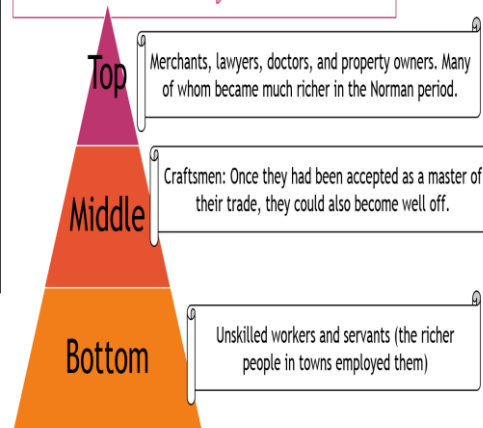 Top
Merchants, lawyers, doctors, and property owners. Many
of whom became much richer in the Norman period.
Middle
Craftsmen: Once they had been accepted as a master of
their trade, they could also become well off.
Bottom
Unskilled workers and servants (the richer
people in towns employed them)